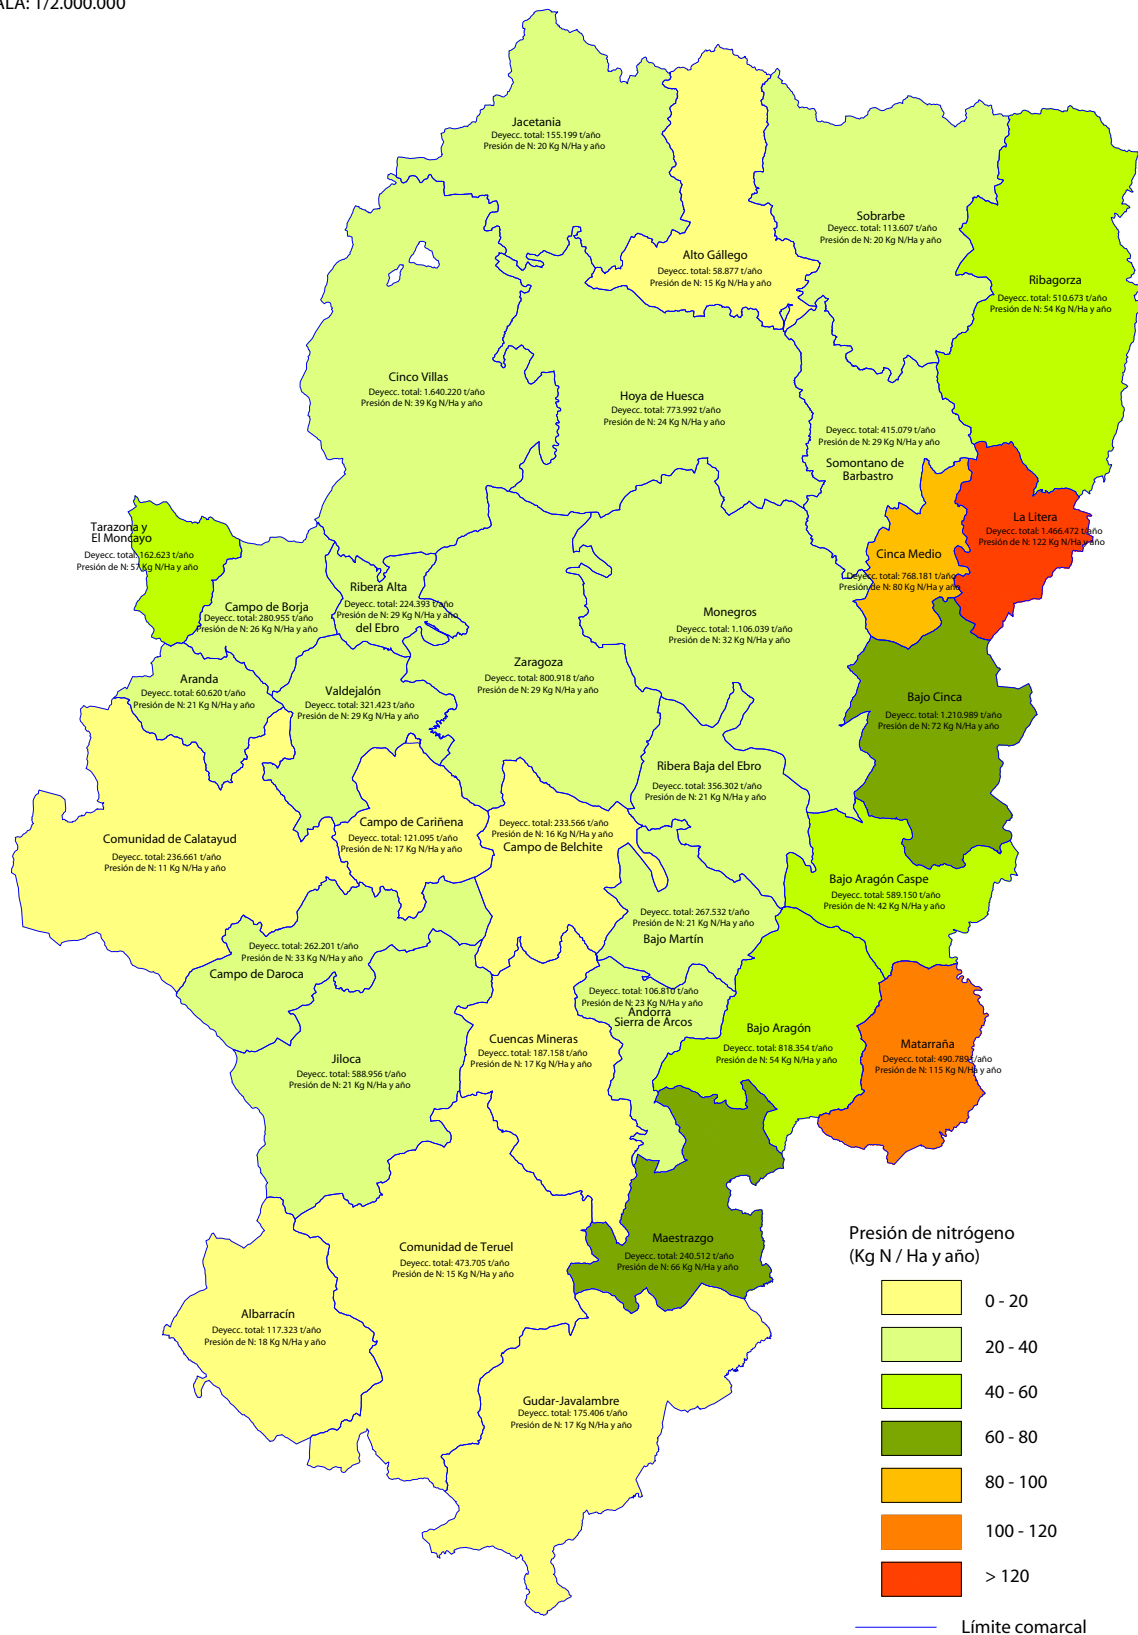 ALA: 1/2.000.000
Jacetania
Deyecc. total: 155.199 t/año
Presión de N: 20 Kg N/Ha y año
Alto Gállego
Deyecc. total: 58.877 t/año
Presión de N: 15 Kg N/Ha y año
Sobrarbe
Deyecc. total: 113.607 t/año
Presión de N: 20 Kg N/Ha y año
Ribagorza
Deyecc. total: 510.673 t/año
Presión de N: 54 Kg N/Ha y año
Cinco Villas
Deyecc. total: 1.640.220 t/año
Presión de N: 39 Kg N/Ha y año
Hoya de Huesca
Deyecc. total: 773.992 t/año
Presión de N: 24 Kg N/Ha y año
Deyecc. total: 415.079 t/año
Presión de N: 29 Kg N/Ha y año
Somontano de
Barbastro
La Litera
Deyecc. total: 1.466.472 t/año
Presión de N: 122 Kg N/Ha y año
Cinca Medio
Deyecc. total: 768.181 t/año
Presión de N: 80 Kg N/Ha y año
Tarazona y
El Moncayo
Deyecc. total: 162.623 t/año
Presión de N: 57 Kg N/Ha y año
Campo de Borja
Deyecc. total: 280.955 t/año
Presión de N: 26 Kg N/Ha y año
Ribera Alta
Deyecc. total: 224.393 t/año
Presión de N: 29 Kg N/Ha y año
del Ebro
Monegros
Deyecc. total: 1.106.039 t/año
Presión de N: 32 Kg N/Ha y año
Zaragoza
Deyecc. total: 800.918 t/año
Presión de N: 29 Kg N/Ha y año
Aranda
Deyecc. total: 60.620 t/año
Presión de N: 21 Kg N/Ha y año
Valdejalón
Deyecc. total: 321.423 t/año
Presión de N: 29 Kg N/Ha y año
Bajo Cinca
Deyecc. total: 1.210.989 t/año
Presión de N: 72 Kg N/Ha y año
Ribera Baja del Ebro
Deyecc. total: 356.302 t/año
Presión de N: 21 Kg N/Ha y año
Comunidad de Calatayud
Deyecc. total: 236.661 t/año
Presión de N: 11 Kg N/Ha y año
Campo de Cariñena
Deyecc. total: 121.095 t/año
Presión de N: 17 Kg N/Ha y año
Deyecc. total: 233.566 t/año
Presión de N: 16 Kg N/Ha y año
Campo de Belchite
Bajo Aragón Caspe
Deyecc. total: 589.150 t/año
Presión de N: 42 Kg N/Ha y año
Deyecc. total: 267.532 t/año
Presión de N: 21 Kg N/Ha y año
Bajo Martín
Deyecc. total: 262.201 t/año
Presión de N: 33 Kg N/Ha y año
Campo de Daroca
Deyecc. total: 106.810 t/año
Presión de N: 23 Kg N/Ha y año
Andorra
Sierra de Arcos
Bajo Aragón
Deyecc. total: 818.354 t/año
Presión de N: 54 Kg N/Ha y año
Matarraña
Deyecc. total: 490.789 t/año
Presión de N: 115 Kg N/Ha y año
Cuencas Mineras
Deyecc. total: 187.158 t/año
Presión de N: 17 Kg N/Ha y año
Jiloca
Deyecc. total: 588.956 t/año
Presión de N: 21 Kg N/Ha y año
Maestrazgo
Deyecc. total: 240.512 t/año
Presión de N: 66 Kg N/Ha y año
Comunidad de Teruel
Deyecc. total: 473.705 t/año
Presión de N: 15 Kg N/Ha y año
Albarracín
Deyecc. total: 117.323 t/año
Presión de N: 18 Kg N/Ha y año
Gudar-Javalambre
Deyecc. total: 175.406 t/año
Presión de N: 17 Kg N/Ha y año
Presión de nitrógeno
(Kg N / Ha y año)
0 - 20
20 - 40
40 - 60
60 - 80
80 - 100
100 - 120
> 120
Límite comarcal